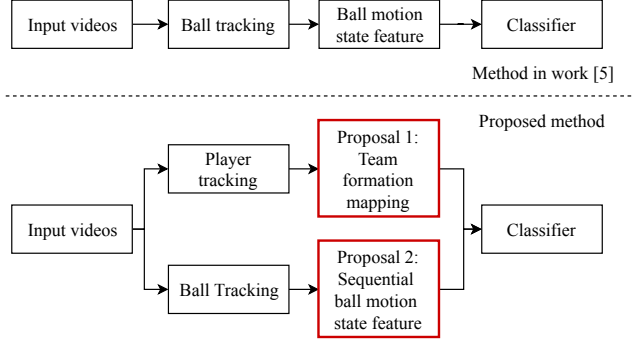 Input videos
Ball tracking
Ball motion
state feature
Classifier
Method in work [5]
Proposed method
Player
tracking
Proposal 1:
Team
formation
mapping
Input videos
Classifier
Ball Tracking
Proposal 2:
Sequential
ball motion
state feature